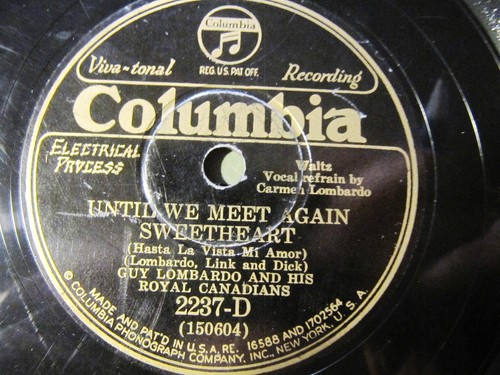 Columbia
REG. U.S. PAT. OFF.
Viva-tonal Recording
Columbia
ELECTRICAL
PROCESS
Waltz
Vocal refrain by
Carmen Lombardo
UNTIL WE MEET AGAIN
SWEETHEART
(Hasta La Vista Mi Amor)
(Lombardo, Link and Dick)
GUY LOMBARDO AND HIS
ROYAL CANADIANS
2237-D
(150604)
MADE AND PAT'D IN U.S.A. RE. 16588 AND 1702564
© COLUMBIA PHONOGRAPH COMPANY, INC., NEW YORK, U.S.A.